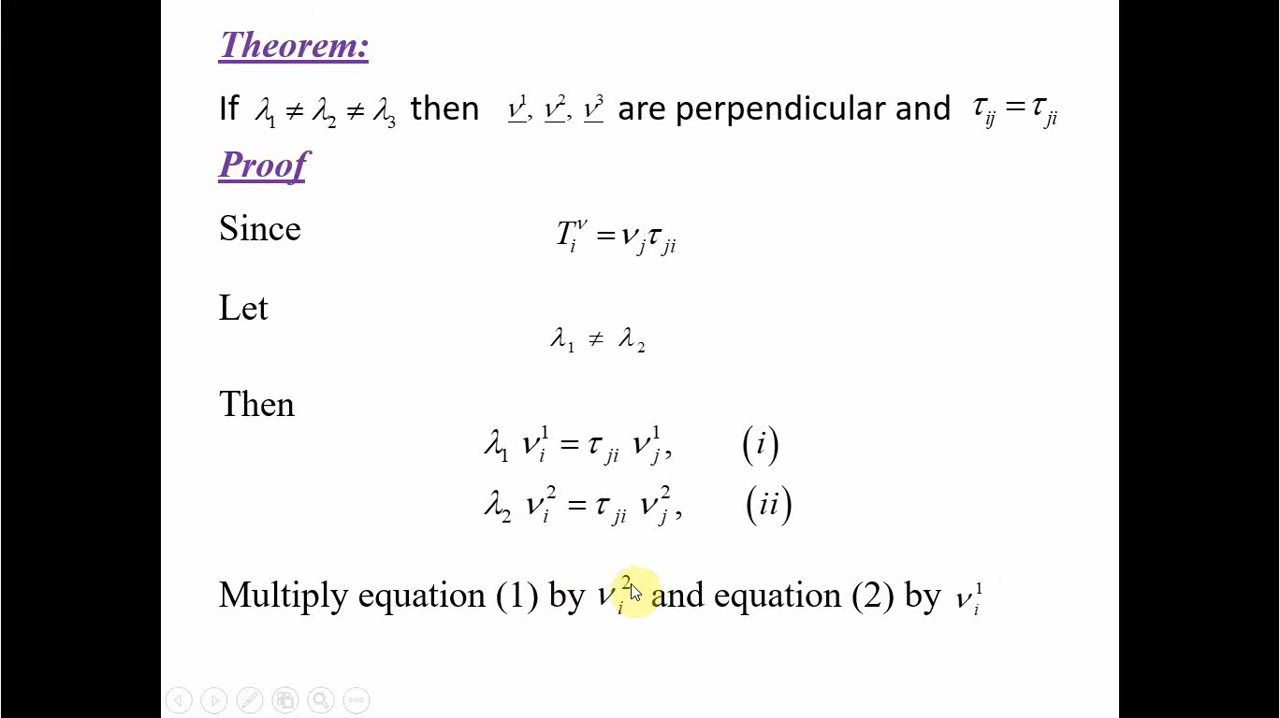 Theorem:
If λ₁ ≠ λ₂ ≠ λ₃ then ν¹, ν², ν³ are perpendicular and τᵢⱼ = τⱼᵢ
Proof
Since Tᵢ^ν = νⱼτⱼᵢ
Let
λ₁ ≠ λ₂
Then
λ₁ νᵢ¹ = τⱼᵢ νⱼ¹, (i)
λ₂ νᵢ² = τⱼᵢ νⱼ², (ii)
Multiply equation (1) by νᵢ² and equation (2) by νᵢ¹